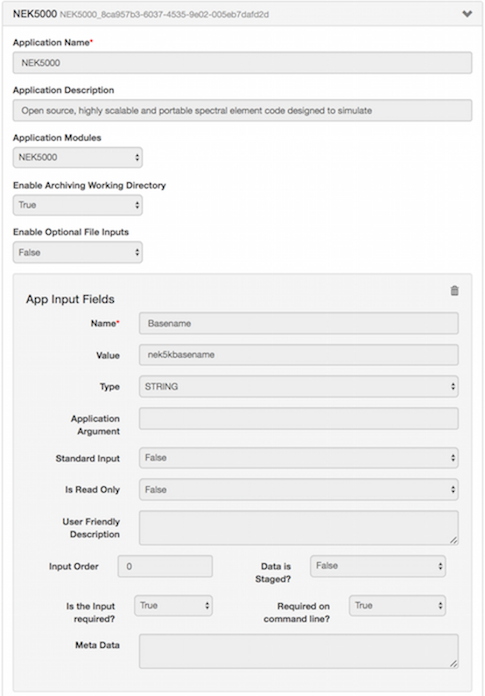 NEK5000 NEK5000_8ca957b3-6037-4535-9e02-005eb7dafd2d
Application Name*
NEK5000
Application Description
Open source, highly scalable and portable spectral element code designed to simulate
Application Modules
NEK5000
Enable Archiving Working Directory
True
Enable Optional File Inputs
False
App Input Fields
Name* Basename
Value nek5kbasename
Type STRING
Application
Argument
Standard Input False
Is Read Only False
User Friendly
Description
Input Order 0 Data is
Staged? False
Is the Input
required? True Required on
command line? True
Meta Data